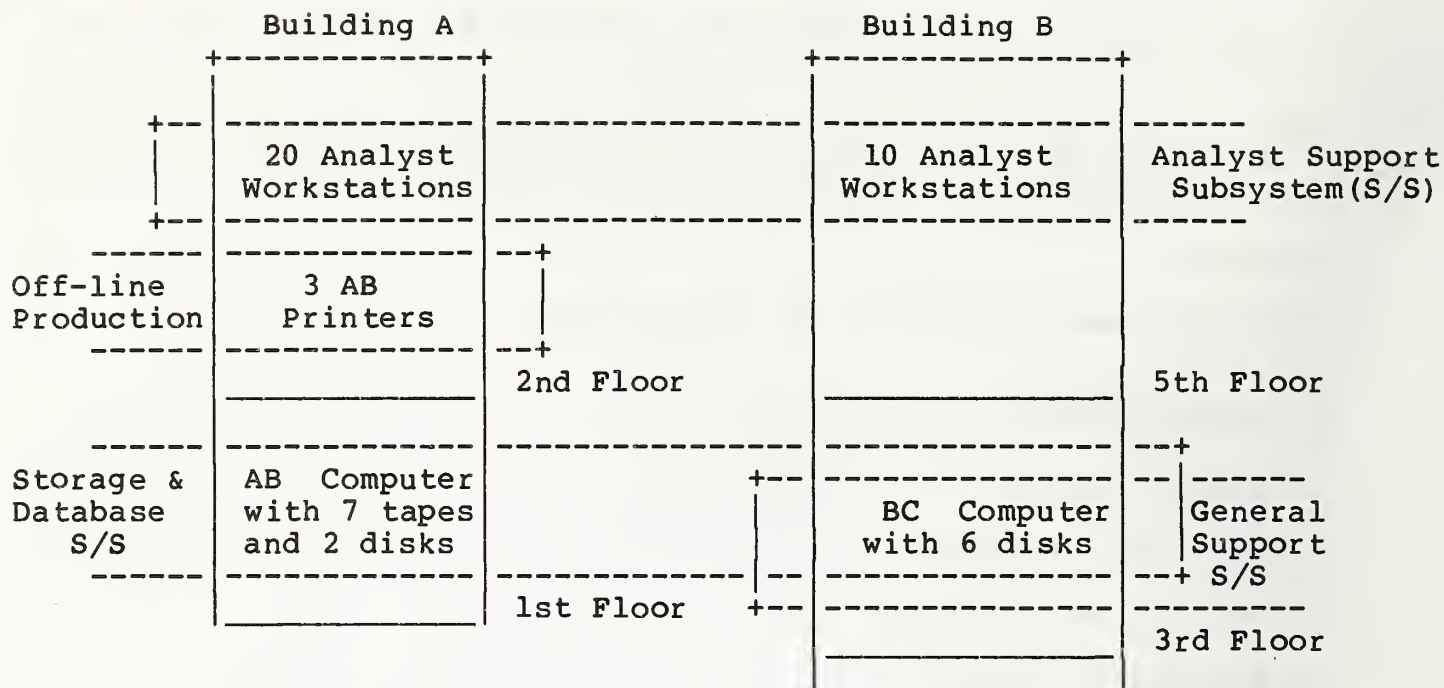 Building A Building B
20 Analyst 10 Analyst Analyst Support
Workstations Workstations Subsystem(S/S)
Off-line 3 AB
Production Printers
2nd Floor 5th Floor
Storage & AB Computer
Database with 7 tapes BC Computer General
S/S and 2 disks with 6 disks Support
S/S
1st Floor
3rd Floor